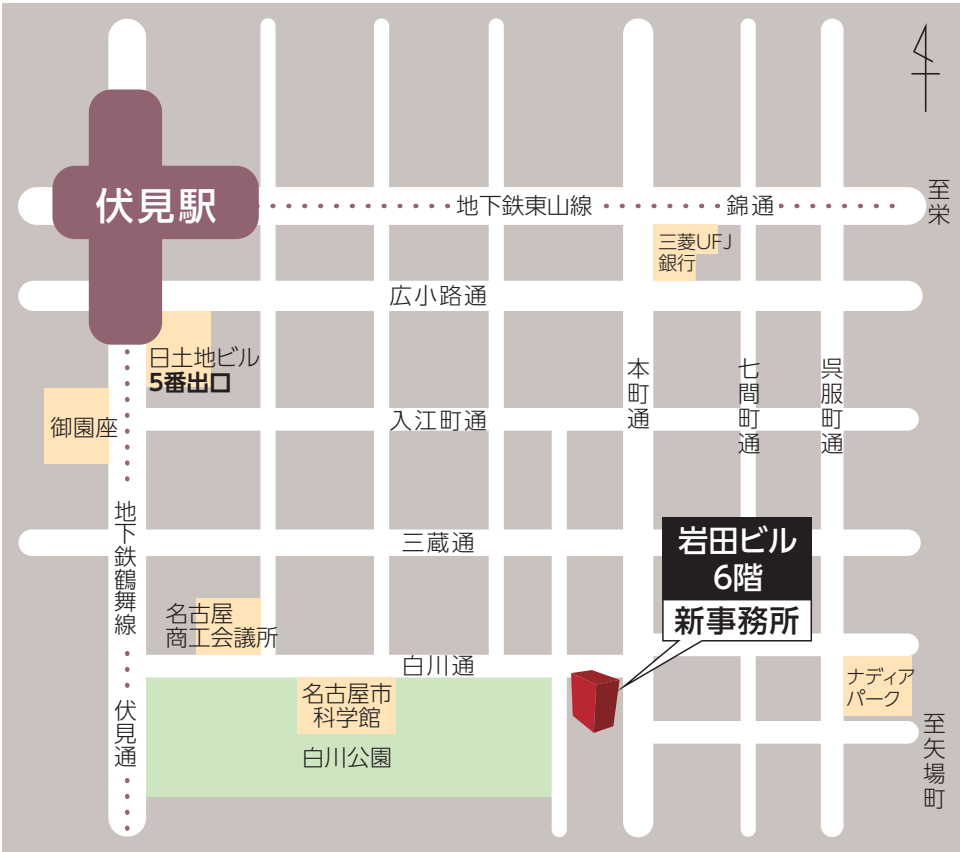 伏見駅
地下鉄東山線
錦通
至栄
三菱UFJ
銀行
広小路通
日土地ビル
5番出口
本町通
七間町通
呉服町通
御園座
入江町通
地下鉄鶴舞線
三蔵通
岩田ビル
6階
新事務所
名古屋
商工会議所
白川通
ナディア
パーク
名古屋市
科学館
伏見通
白川公園
至矢場町